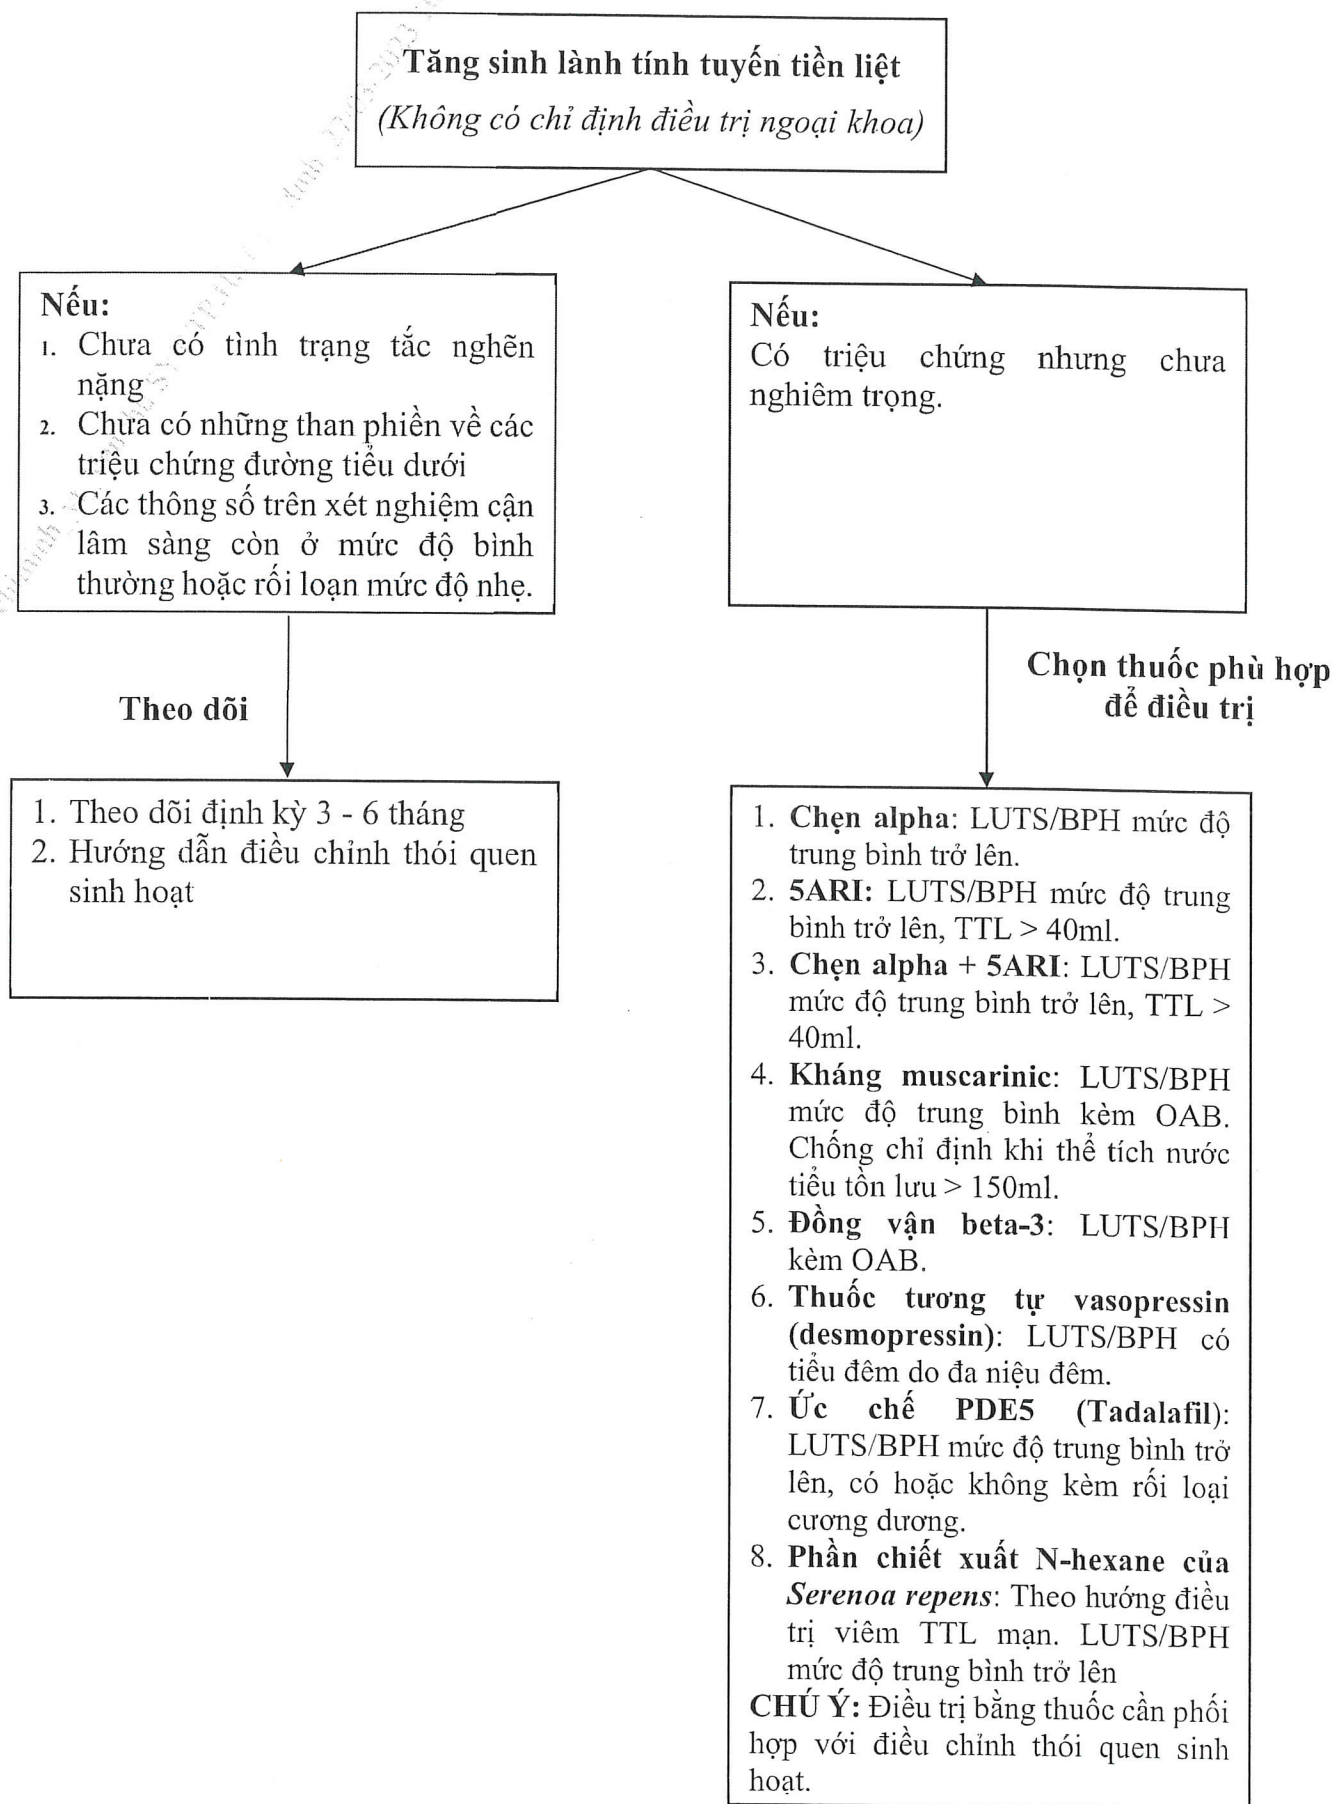 Tăng sinh lành tính tuyến tiền liệt
(Không có chỉ định điều trị ngoại khoa)
Nếu:
1. Chưa có tình trạng tắc nghẽn
nặng
2. Chưa có những than phiền về các
triệu chứng đường tiểu dưới
3. Các thông số trên xét nghiệm cận
lâm sàng còn ở mức độ bình
thường hoặc rối loạn mức độ nhẹ.
Nếu:
Có triệu chứng nhưng chưa
nghiêm trọng.
Theo dõi
Chọn thuốc phù hợp
để điều trị
1. Theo dõi định kỳ 3 - 6 tháng
2. Hướng dẫn điều chỉnh thói quen
sinh hoạt
1. Chẹn alpha: LUTS/BPH mức độ
trung bình trở lên.
2. 5ARI: LUTS/BPH mức độ trung
bình trở lên, TTL > 40ml.
3. Chẹn alpha + 5ARI: LUTS/BPH
mức độ trung bình trở lên, TTL >
40ml.
4. Kháng muscarinic: LUTS/BPH
mức độ trung bình kèm OAB.
Chống chỉ định khi thể tích nước
tiểu tồn lưu > 150ml.
5. Đồng vận beta-3: LUTS/BPH
kèm OAB.
6. Thuốc tương tự vasopressin
(desmopressin): LUTS/BPH có
tiểu đêm do đa niệu đêm.
7. Ức chế PDE5 (Tadalafil):
LUTS/BPH mức độ trung bình trở
lên, có hoặc không kèm rối loại
cương dương.
8. Phần chiết xuất N-hexane của
Serenoa repens: Theo hướng điều
trị viêm TTL mạn. LUTS/BPH
mức độ trung bình trở lên
CHÚ Ý: Điều trị bằng thuốc cần phối
hợp với điều chỉnh thói quen sinh
hoạt.